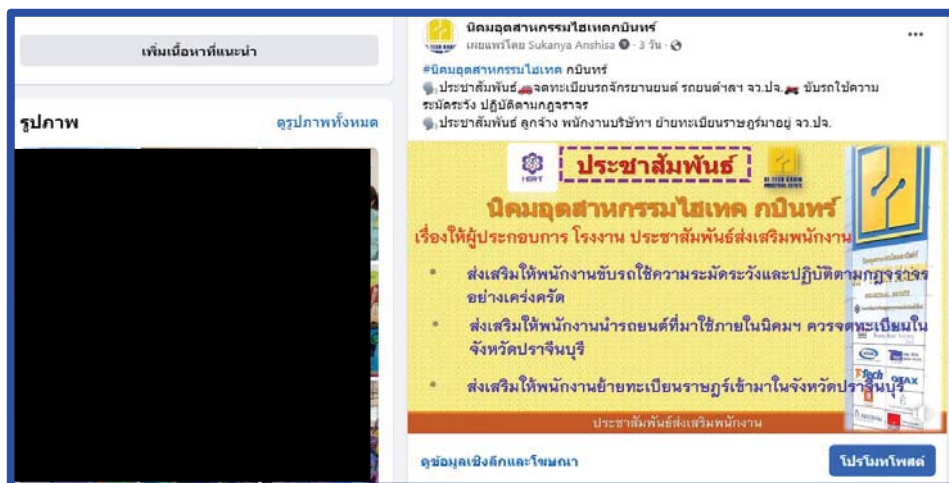 เพิ่มเนื้อหาที่แนะนำ
รูปภาพ
ดูรูปภาพทั้งหมด
นิคมอุตสาหกรรมไฮเทคกบินทร์
เผยแพร่โดย Sukanya Anshisa · 3 วัน ·
#นิคมอุตสาหกรรมไฮเทค กบินทร์
ประชาสัมพันธ์ จดทะเบียนรถจักรยานยนต์ รถยนต์ฯลฯ จว.ปจ. ขับรถใช้ความ
ระมัดระวัง ปฏิบัติตามกฎจราจร
ประชาสัมพันธ์ ลูกจ้าง พนักงานบริษัทฯ ย้ายทะเบียนราษฎร์มาอยู่ จว.ปจ.
ประชาสัมพันธ์
HI-TECH KABIN
INDUSTRIAL ESTATE
นิคมอุตสาหกรรมไฮเทค กบินทร์
เรื่องให้ผู้ประกอบการ โรงงาน ประชาสัมพันธ์ส่งเสริมพนักงาน
• ส่งเสริมให้พนักงานขับรถใช้ความระมัดระวังและปฏิบัติตามกฎจราจร
อย่างเคร่งครัด
• ส่งเสริมให้พนักงานนำรถยนต์ที่มาใช้ภายในนิคมฯ ควรจดทะเบียนใน
จังหวัดปราจีนบุรี
• ส่งเสริมให้พนักงานย้ายทะเบียนราษฎร์เข้ามาในจังหวัดปราจีนบุรี
ประชาสัมพันธ์ส่งเสริมพนักงาน
ดูข้อมูลเชิงลึกและโฆษณา
โปรโมทโพสต์